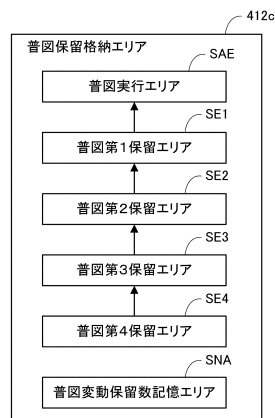 412c
普図保留格納エリア
SAE
普図実行エリア
SE1
普図第1保留エリア
SE2
普図第2保留エリア
SE3
普図第3保留エリア
SE4
普図第4保留エリア
SNA
普図変動保留数記憶エリア